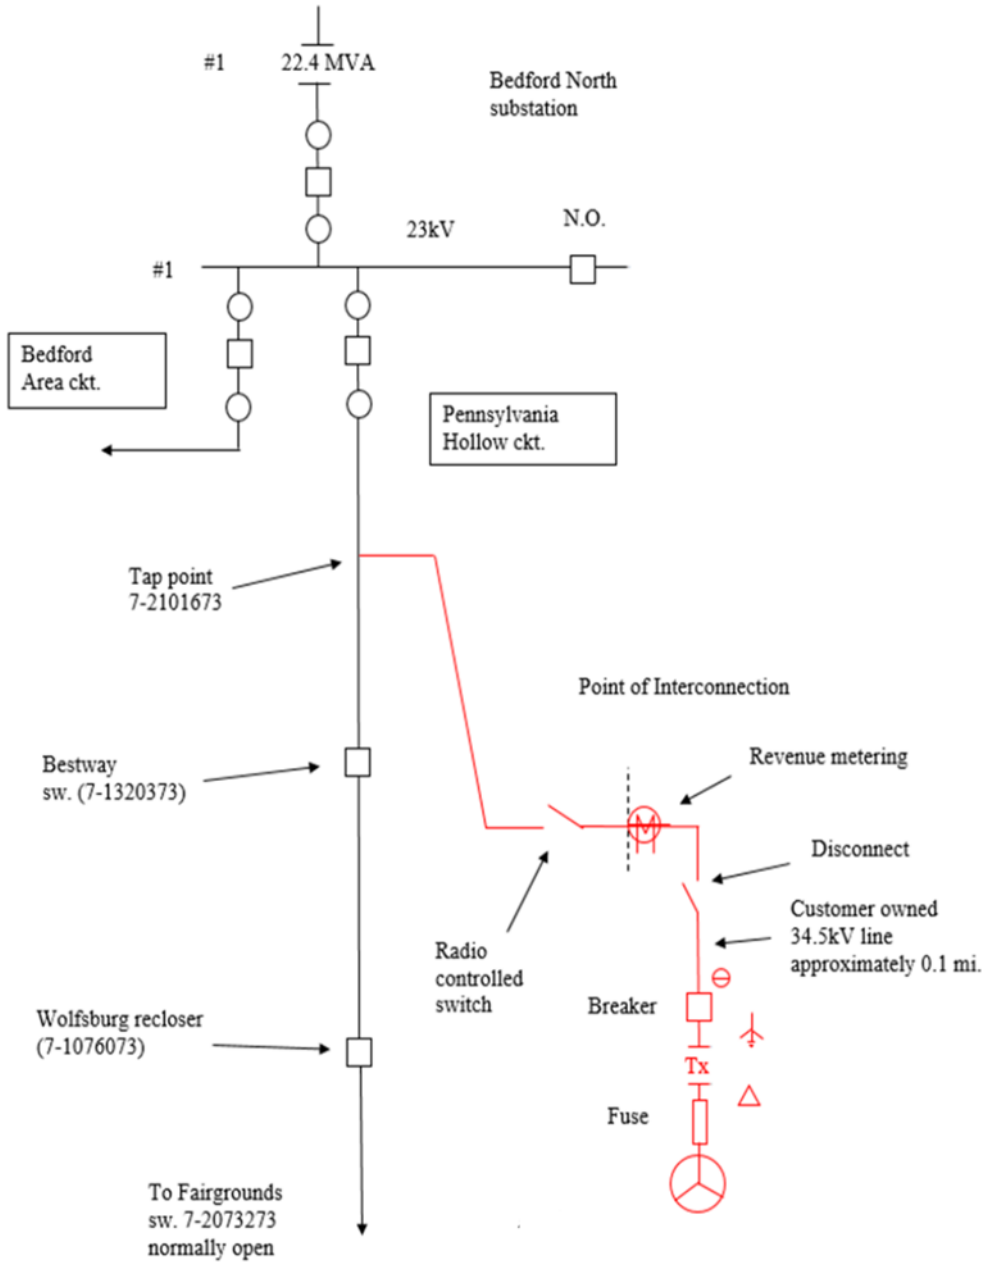 #1
22.4 MVA
Bedford North
substation
23kV
N.O.
#1
Bedford
Area ckt.
Pennsylvania
Hollow ckt.
Tap point
7-2101673
Point of Interconnection
Bestway
sw. (7-1320373)
Revenue metering
M
Disconnect
Radio
controlled
switch
Customer owned
34.5kV line
approximately 0.1 mi.
Breaker
Wolfsburg recloser
(7-1076073)
Tx
Fuse
To Fairgrounds
sw. 7-2073273
normally open